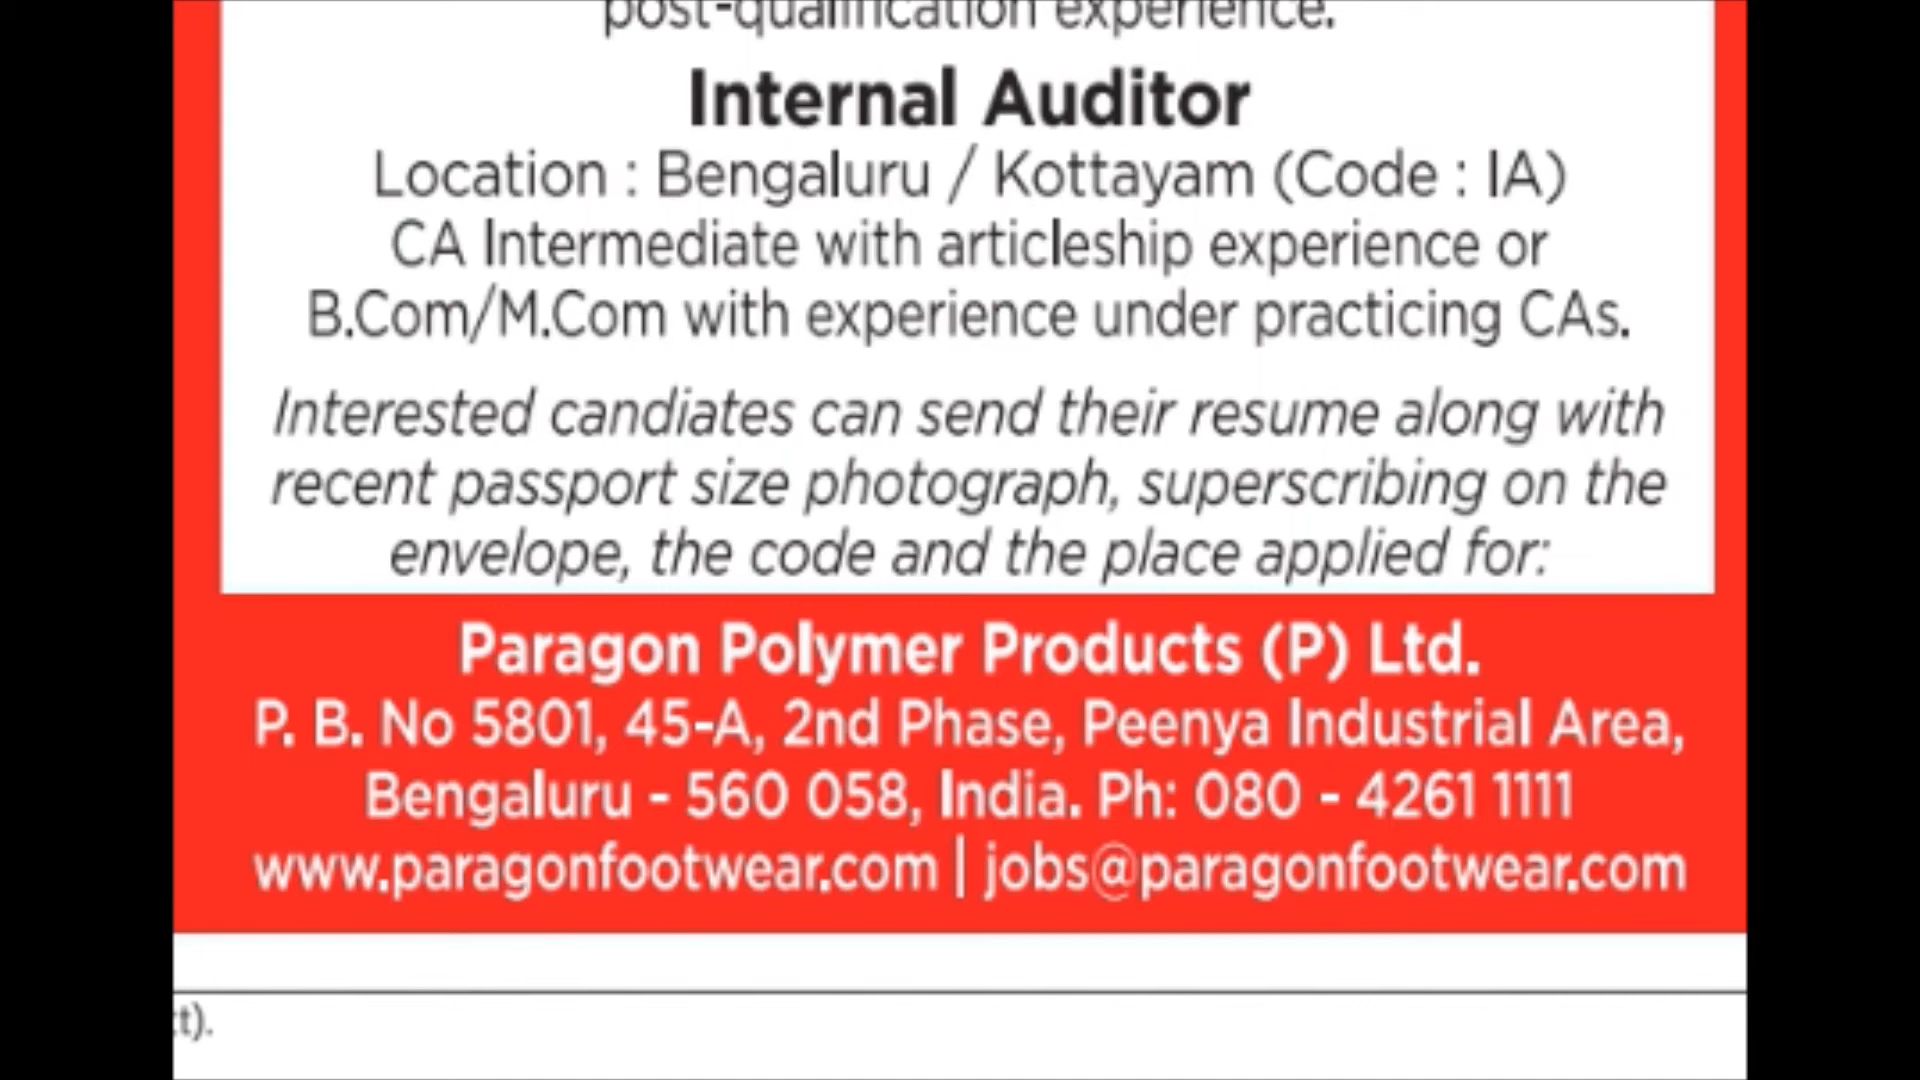 post-qualification experience.
Internal Auditor
Location : Bengaluru / Kottayam (Code : IA)
CA Intermediate with articleship experience or
B.Com/M.Com with experience under practicing CAs.
Interested candiates can send their resume along with
recent passport size photograph, superscribing on the
envelope, the code and the place applied for:
Paragon Polymer Products (P) Ltd.
P. B. No 5801, 45-A, 2nd Phase, Peenya Industrial Area,
Bengaluru - 560 058, India. Ph: 080 - 4261 1111
www.paragonfootwear.com | jobs@paragonfootwear.com